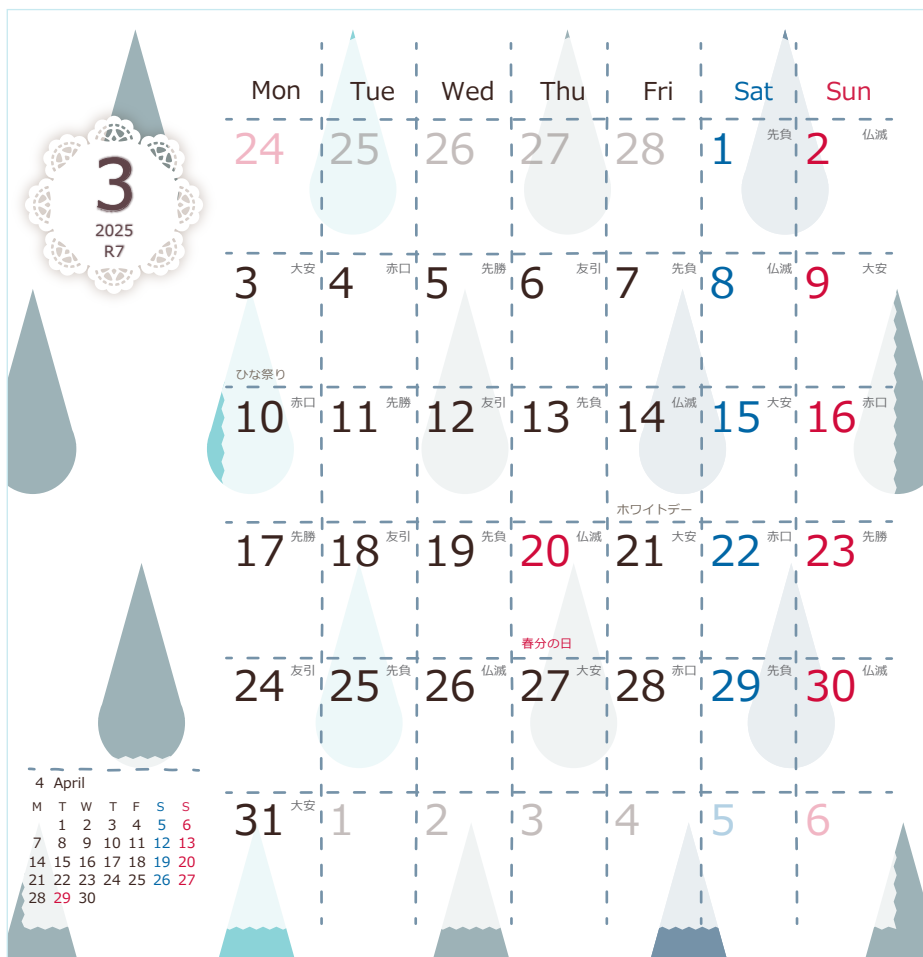 3
2025
R7
Mon Tue Wed Thu Fri Sat Sun
24 25 26 27 28 1 先負 2 仏滅
3 大安 4 赤口 5 先勝 6 友引 7 先負 8 仏滅 9 大安
ひな祭り
10 赤口 11 先勝 12 友引 13 先負 14 仏滅 15 大安 16 赤口
ホワイトデー
17 先勝 18 友引 19 先負 20 仏滅 21 大安 22 赤口 23 先勝
春分の日
24 友引 25 先負 26 仏滅 27 大安 28 赤口 29 先負 30 仏滅
31 大安 1 2 3 4 5 6
4 April
M T W T F S S
1 2 3 4 5 6
7 8 9 10 11 12 13
14 15 16 17 18 19 20
21 22 23 24 25 26 27
28 29 30